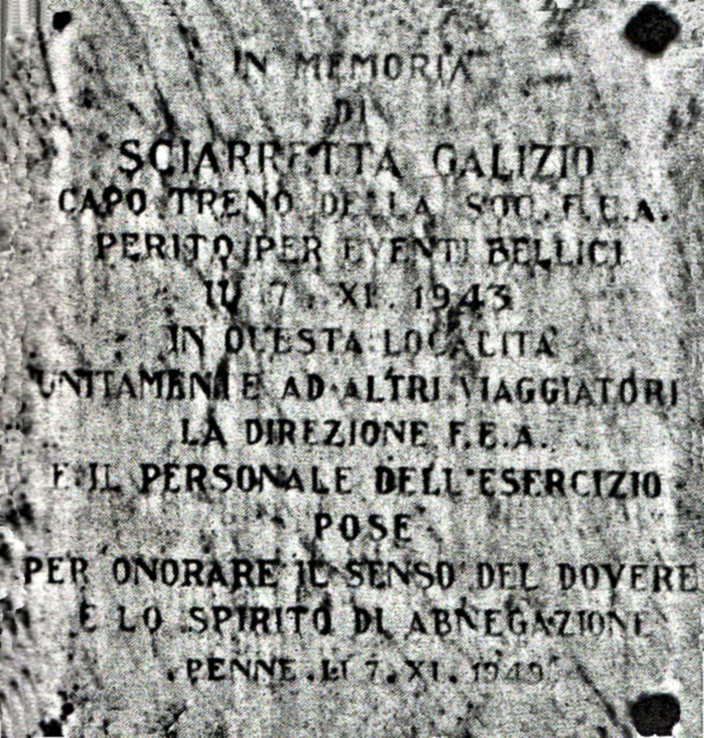 IN MEMORIA
DI
SCIARRETTA GALIZIO
CAPO TRENO DELLA SOC. F.E.A.
PERITO PER EVENTI BELLICI
IL 7. XI. 1943
IN QUESTA LOCALITA
UNITAMENTE AD ALTRI VIAGGIATORI
LA DIREZIONE F.E.A.
E IL PERSONALE DELL'ESERCIZIO
POSE
PER ONORARE IL SENSO DEL DOVERE
E LO SPIRITO DI ABNEGAZIONE
PENNE. LI 7. XI. 1949